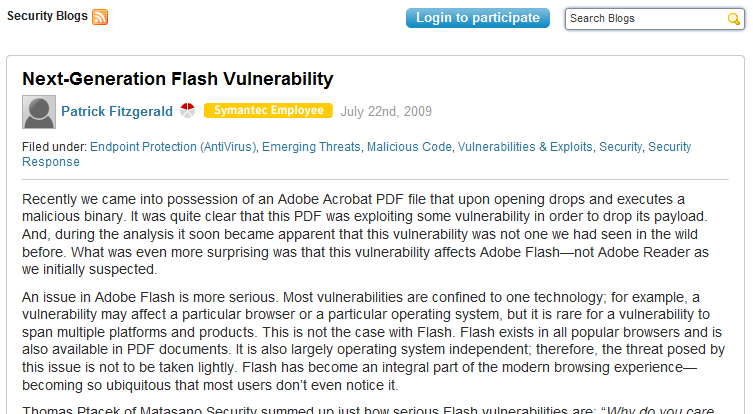 Security Blogs
Login to participate
Search Blogs
Next-Generation Flash Vulnerability
Patrick Fitzgerald Symantec Employee July 22nd, 2009
Filed under: Endpoint Protection (AntiVirus), Emerging Threats, Malicious Code, Vulnerabilities & Exploits, Security, Security
Response
Recently we came into possession of an Adobe Acrobat PDF file that upon opening drops and executes a
malicious binary. It was quite clear that this PDF was exploiting some vulnerability in order to drop its payload.
And, during the analysis it soon became apparent that this vulnerability was not one we had seen in the wild
before. What was even more surprising was that this vulnerability affects Adobe Flash—not Adobe Reader as
we initially suspected.
An issue in Adobe Flash is more serious. Most vulnerabilities are confined to one technology; for example, a
vulnerability may affect a particular browser or a particular operating system, but it is rare for a vulnerability to
span multiple platforms and products. This is not the case with Flash. Flash exists in all popular browsers and is
also available in PDF documents. It is also largely operating system independent; therefore, the threat posed by
this issue is not to be taken lightly. Flash has become an integral part of the modern browsing experience—
becoming so ubiquitous that most users don't even notice it.
Thomas Ptacek of Matasano Security summed up just how serious Flash vulnerabilities are: "Why do you care